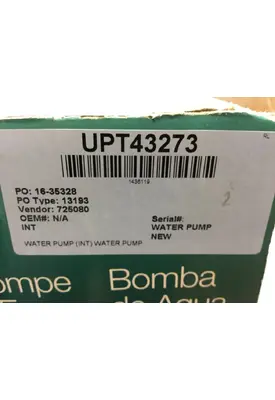 UPT43273
1438119
PO: 16-35328
PO Type: 13193
Vendor: 725080
OEM#: N/A
INT
Serial#:
WATER PUMP
NEW
WATER PUMP (INT) WATER PUMP
2
ompe
Bomba
de Agua